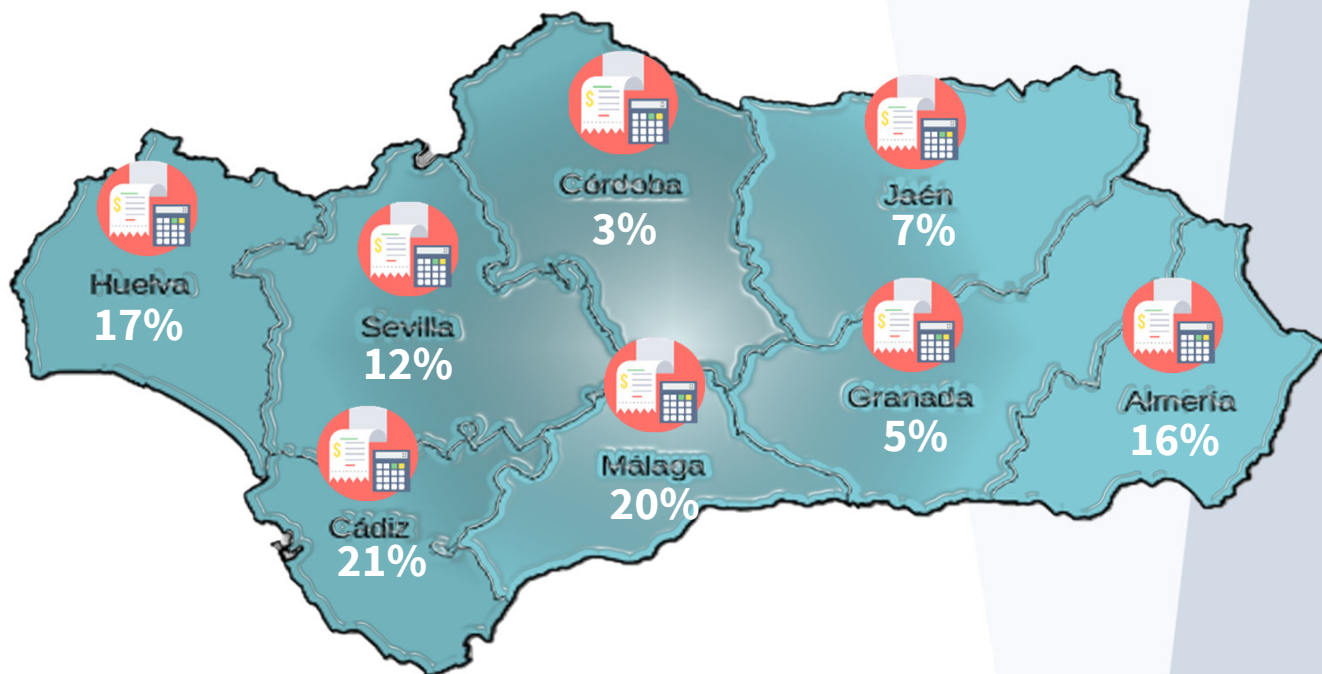 Córdoba
3%
Jaén
7%
Huelva
17%
Sevilla
12%
Granada
5%
Almería
16%
Málaga
20%
Cádiz
21%